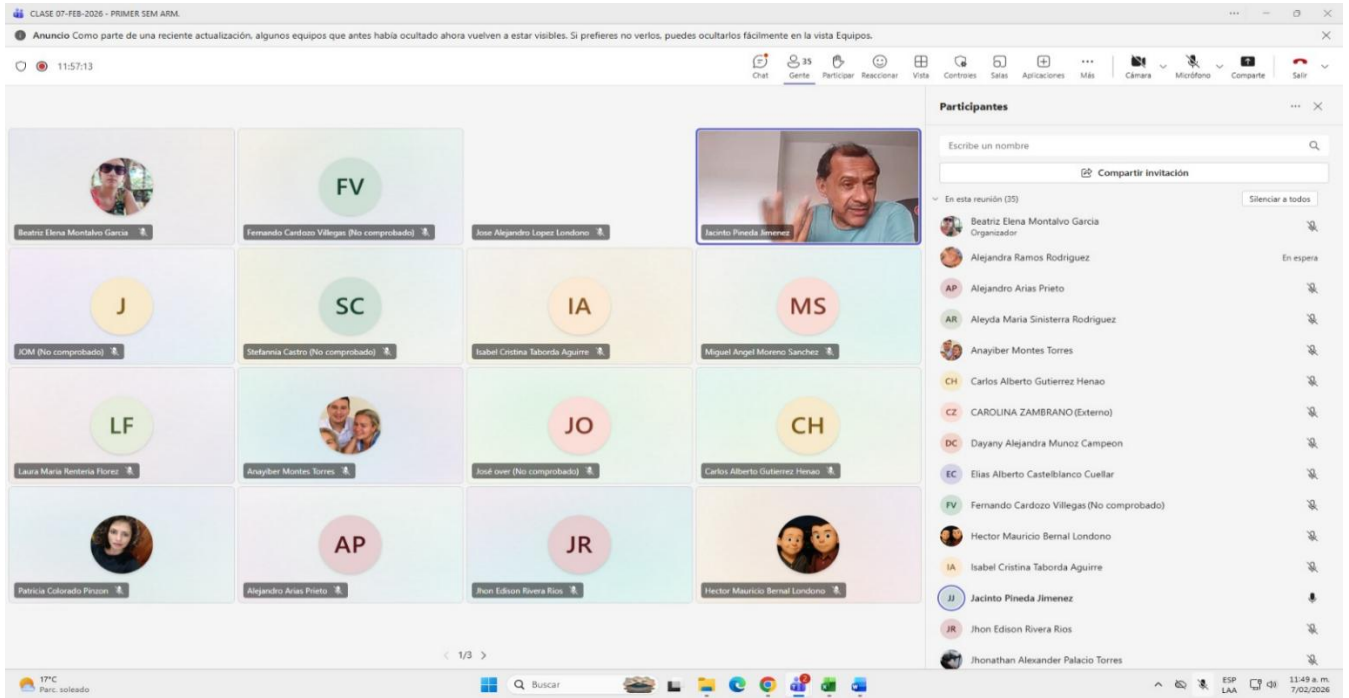 CLASE 07-FEB-2026 - PRIMER SEM ARM.
Anuncio Como parte de una reciente actualización, algunos equipos que antes había ocultado ahora vuelven a estar visibles. Si prefieres no verlos, puedes ocultarlos fácilmente en la vista Equipos.
11:57:13
Chat
35
Gente
Participar
Reaccionar
Vista
Controles
Salas
Aplicaciones
Más
Cámara
Micrófono
Comparte
Salir
Beatriz Elena Montalvo Garcia
FV
Fernando Cardozo Villegas (No comprobado)
Jose Alejandro Lopez Londono
Jacinto Pineda Jimenez
J
JOM (No comprobado)
SC
Stefannia Castro (No comprobado)
IA
Isabel Cristina Taborda Aguirre
MS
Miguel Angel Moreno Sanchez
LF
Laura Maria Renteria Florez
Anayiber Montes Torres
JO
José over (No comprobado)
CH
Carlos Alberto Gutierrez Henao
Patricia Colorado Pinzon
AP
Alejandro Arias Prieto
JR
Jhon Edison Rivera Rios
Hector Mauricio Bernal Londono
1/3
Participantes
Escribe un nombre
Compartir invitación
En esta reunión (35)
Silenciar a todos
Beatriz Elena Montalvo Garcia
Organizador
Alejandra Ramos Rodriguez
En espera
AP Alejandro Arias Prieto
AR Aleyda Maria Sinisterra Rodriguez
Anayiber Montes Torres
CH Carlos Alberto Gutierrez Henao
CZ CAROLINA ZAMBRANO (Externo)
DC Dayany Alejandra Munoz Campeon
EC Elias Alberto Castelblanco Cuellar
FV Fernando Cardozo Villegas (No comprobado)
Hector Mauricio Bernal Londono
IA Isabel Cristina Taborda Aguirre
JJ Jacinto Pineda Jimenez
JR Jhon Edison Rivera Rios
Jhonathan Alexander Palacio Torres
17°C
Parc. soleado
Buscar
2
ESP
LAA
11:49 a. m.
7/02/2026